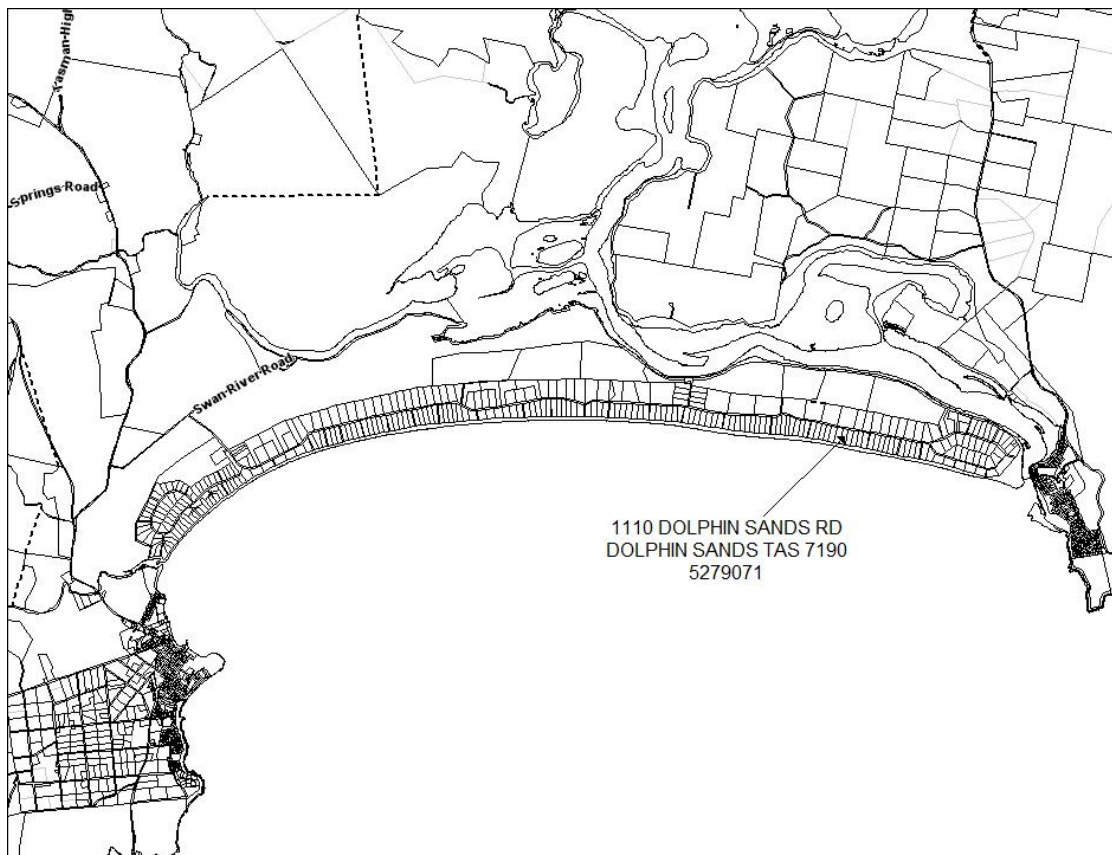 Tasman High
Springs Road
Swan River Road
1110 DOLPHIN SANDS RD
DOLPHIN SANDS TAS 7190
5279071